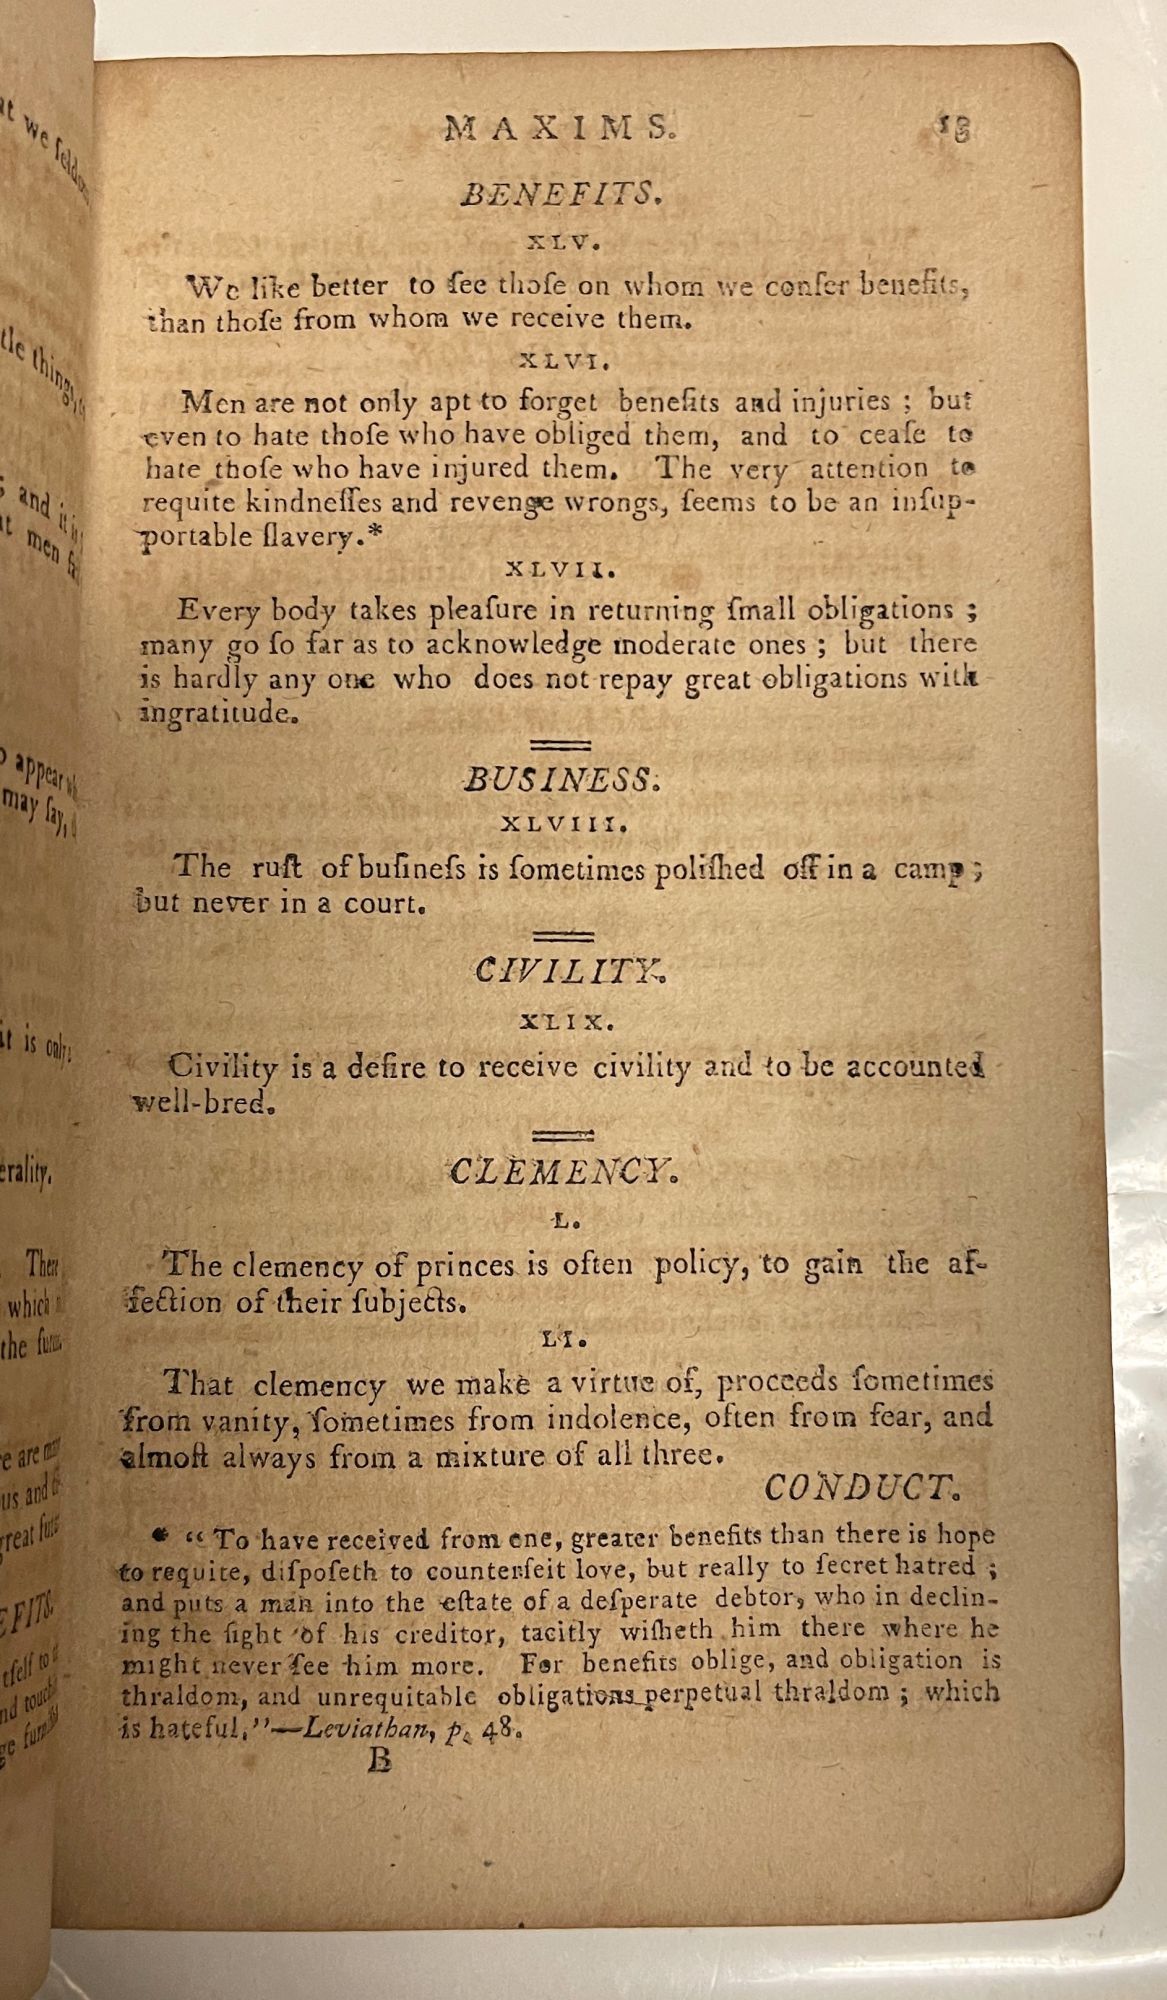 MAXIMS. 13
BENEFITS.
XLV.
We like better to ſee thoſe on whom we confer benefits,
than thoſe from whom we receive them.
XLVI.
Men are not only apt to forget benefits and injuries; but
even to hate thoſe who have obliged them, and to ceaſe to
hate thoſe who have injured them. The very attention to
requite kindneſſes and revenge wrongs, ſeems to be an inſup-
portable ſlavery.*
XLVII.
Every body takes pleaſure in returning ſmall obligations;
many go ſo far as to acknowledge moderate ones; but there
is hardly any one who does not repay great obligations with
ingratitude.
BUSINESS.
XLVIII.
The ruſt of buſineſs is ſometimes poliſhed off in a camp;
but never in a court.
CIVILITY.
XLIX.
Civility is a deſire to receive civility and to be accounted
well-bred.
CLEMENCY.
L.
The clemency of princes is often policy, to gain the af-
fection of their ſubjects.
LI.
That clemency we make a virtue of, proceeds ſometimes
from vanity, ſometimes from indolence, often from fear, and
almoſt always from a mixture of all three.
CONDUCT.
* "To have received from one, greater benefits than there is hope
to requite, diſpoſeth to counterfeit love, but really to ſecret hatred;
and puts a man into the eſtate of a deſperate debtor, who in declin-
ing the ſight of his creditor, tacitly wiſheth him there where he
might never ſee him more. For benefits oblige, and obligation is
thraldom, and unrequitable obligations perpetual thraldom; which
is hateful."—Leviathan, p. 48.
B